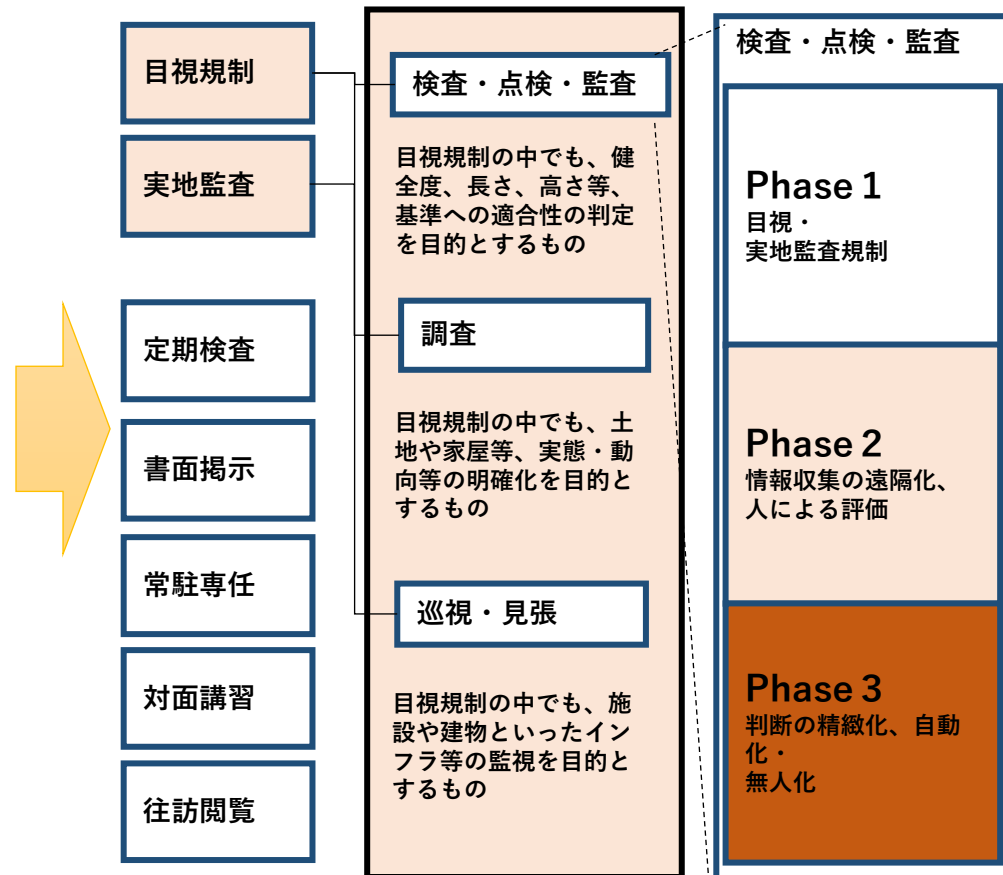 目視規制
実地監査
定期検査
書面掲示
常駐専任
対面講習
往訪閲覧
検査・点検・監査
目視規制の中でも、健
全度、長さ、高さ等、
基準への適合性の判定
を目的とするもの
調査
目視規制の中でも、土
地や家屋等、実態・動
向等の明確化を目的と
するもの
巡視・見張
目視規制の中でも、施
設や建物といったイン
フラ等の監視を目的と
するもの
検査・点検・監査
Phase 1
目視・
実地監査規制
Phase 2
情報収集の遠隔化、
人による評価
Phase 3
判断の精緻化、自動
化・
無人化